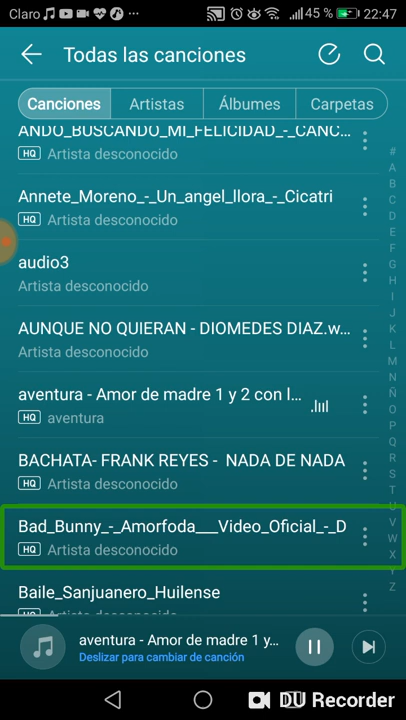 Claro 45 % 22:47
Todas las canciones
Canciones Artistas Álbumes Carpetas
ANDO_BUSCANDO_MI_FELICIDAD_-_CANC...
HQ Artista desconocido
Annete_Moreno_-_Un_angel_llora_-_Cicatri
HQ Artista desconocido
audio3
Artista desconocido
AUNQUE NO QUIERAN - DIOMEDES DIAZ.w...
Artista desconocido
aventura - Amor de madre 1 y 2 con l...
HQ aventura
BACHATA- FRANK REYES - NADA DE NADA
HQ Artista desconocido
Bad_Bunny_-_Amorfoda___Video_Oficial_-_D
HQ Artista desconocido
Baile_Sanjuanero_Huilense
HQ Artista desconocido
#
A
B
C
D
E
F
G
H
I
J
K
L
M
N
Ñ
O
P
Q
R
S
T
U
V
W
X
Y
Z
aventura - Amor de madre 1 y...
Deslizar para cambiar de canción
DU Recorder